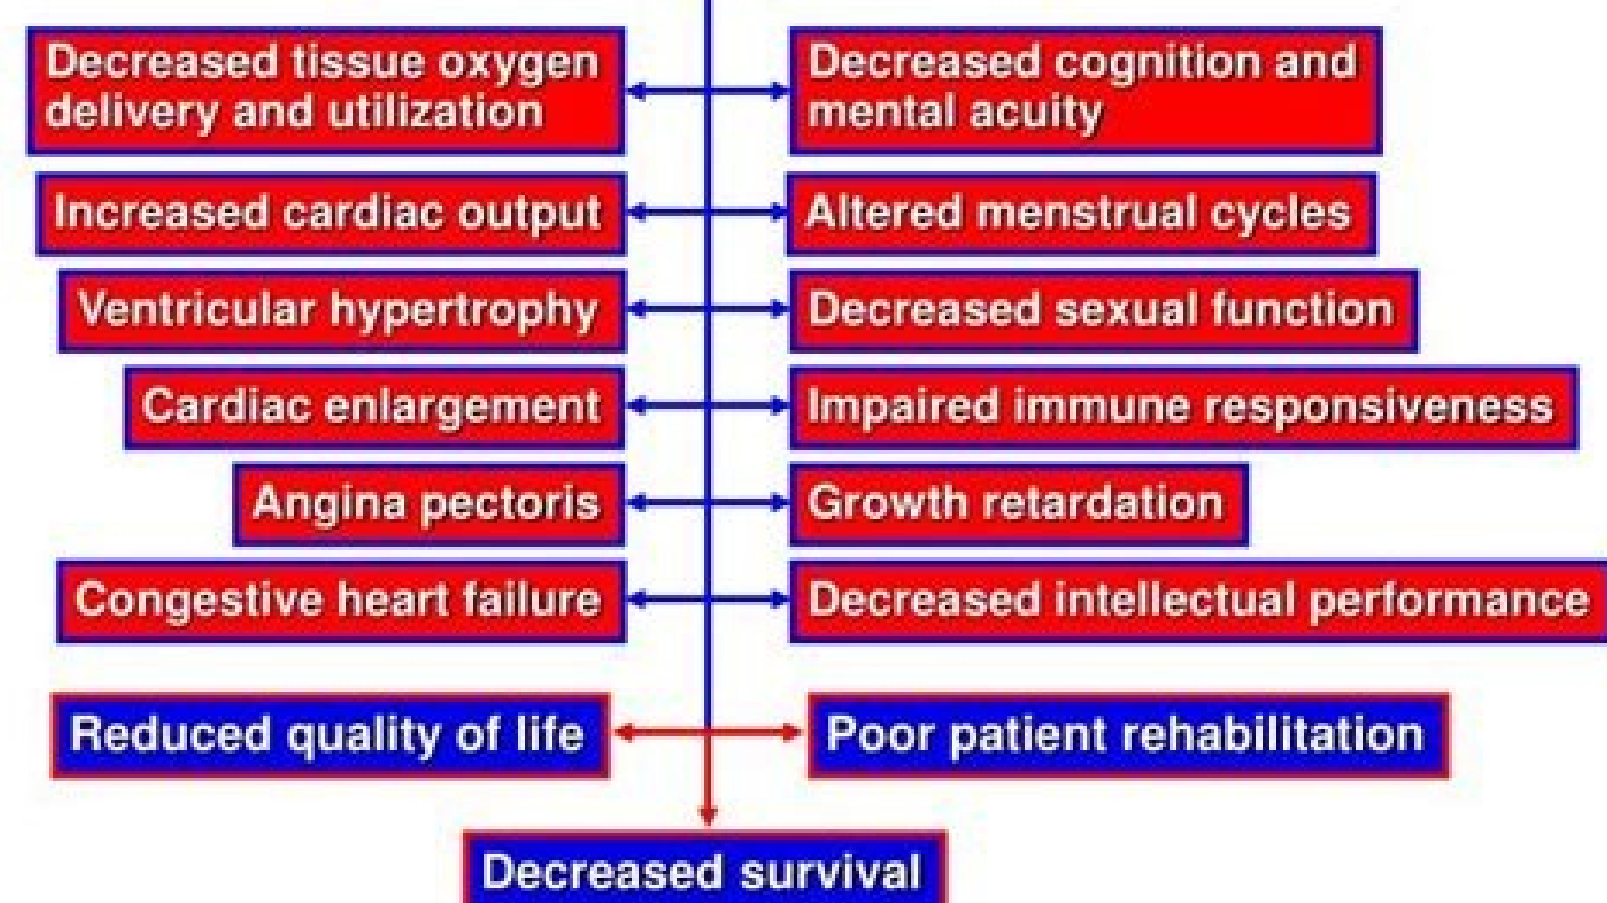 Decreased tissue oxygen
delivery and utilization
Decreased cognition and
mental acuity
Increased cardiac output
Altered menstrual cycles
Ventricular hypertrophy
Decreased sexual function
Cardiac enlargement
Impaired immune responsiveness
Angina pectoris
Growth retardation
Congestive heart failure
Decreased intellectual performance
Reduced quality of life
Poor patient rehabilitation
Decreased survival